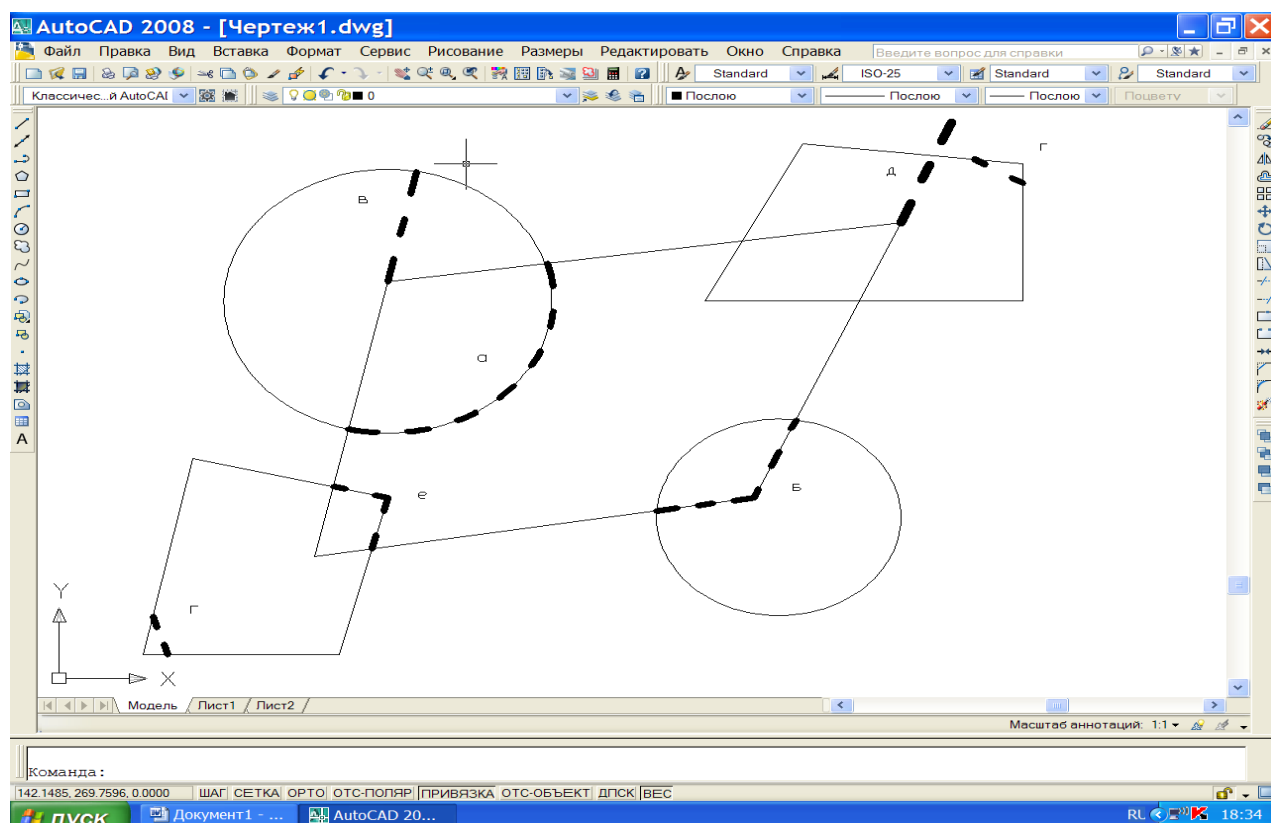 AutoCAD 2008 - [Чертеж1.dwg]
Файл Правка Вид Вставка Формат Сервис Рисование Размеры Редактировать Окно Справка Введите вопрос для справки
Standard ISO-25 Standard Standard
Классичес...й AutoCAI 0 Послою Послою Послою Поцвету
A
в
д
г
а
е
Б
г
Y
X
Модель Лист1 Лист2
Масштаб аннотаций: 1:1
Команда:
142.1485, 269.7596, 0.0000 ШАГ СЕТКА ОРТО ОТС-ПОЛЯР ПРИВЯЗКА ОТС-ОБЪЕКТ ДПСК ВЕС
пуск Документ1 - ... AutoCAD 20... RU 18:34